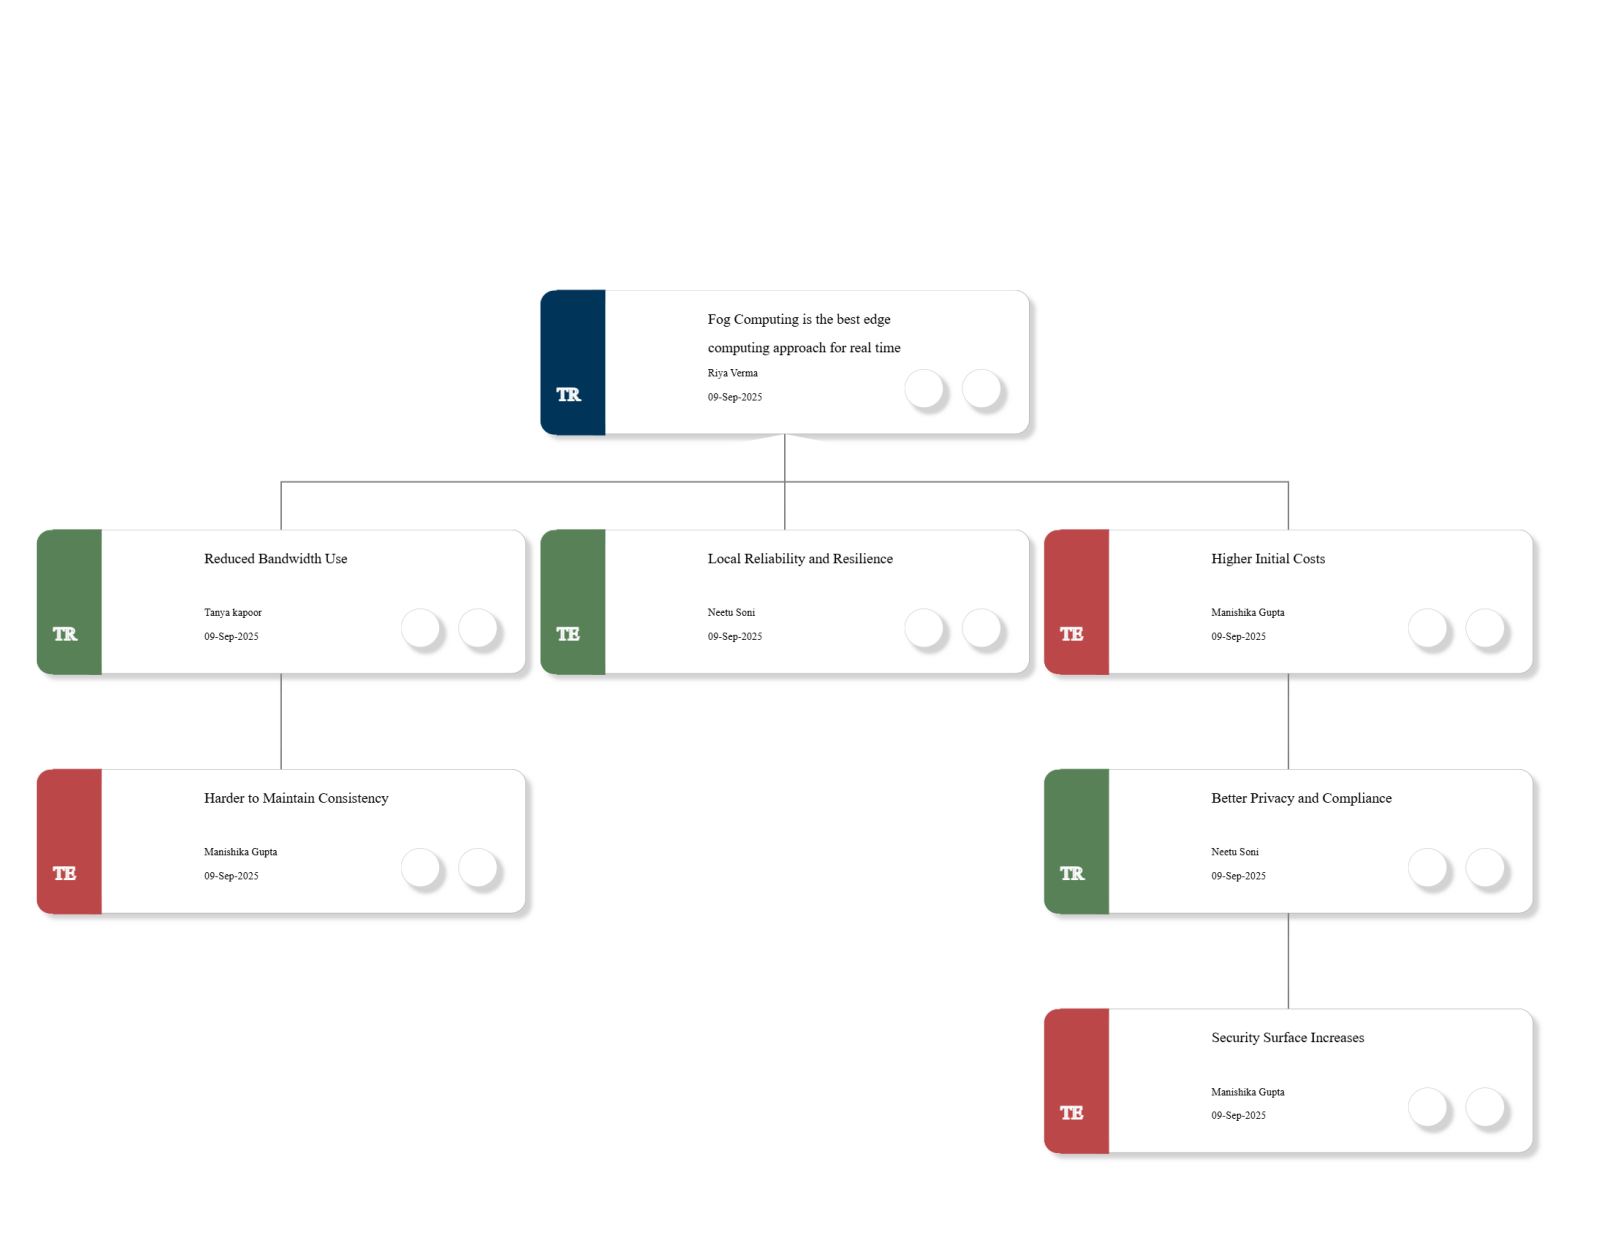 Fog Computing is the best edge
computing approach for real time
Riya Verma
09-Sep-2025
TR
Reduced Bandwidth Use
Tanya kapoor
09-Sep-2025
TR
Local Reliability and Resilience
Neetu Soni
09-Sep-2025
TE
Higher Initial Costs
Manishika Gupta
09-Sep-2025
TE
Harder to Maintain Consistency
Manishika Gupta
09-Sep-2025
TE
Better Privacy and Compliance
Neetu Soni
09-Sep-2025
TR
Security Surface Increases
Manishika Gupta
09-Sep-2025
TE